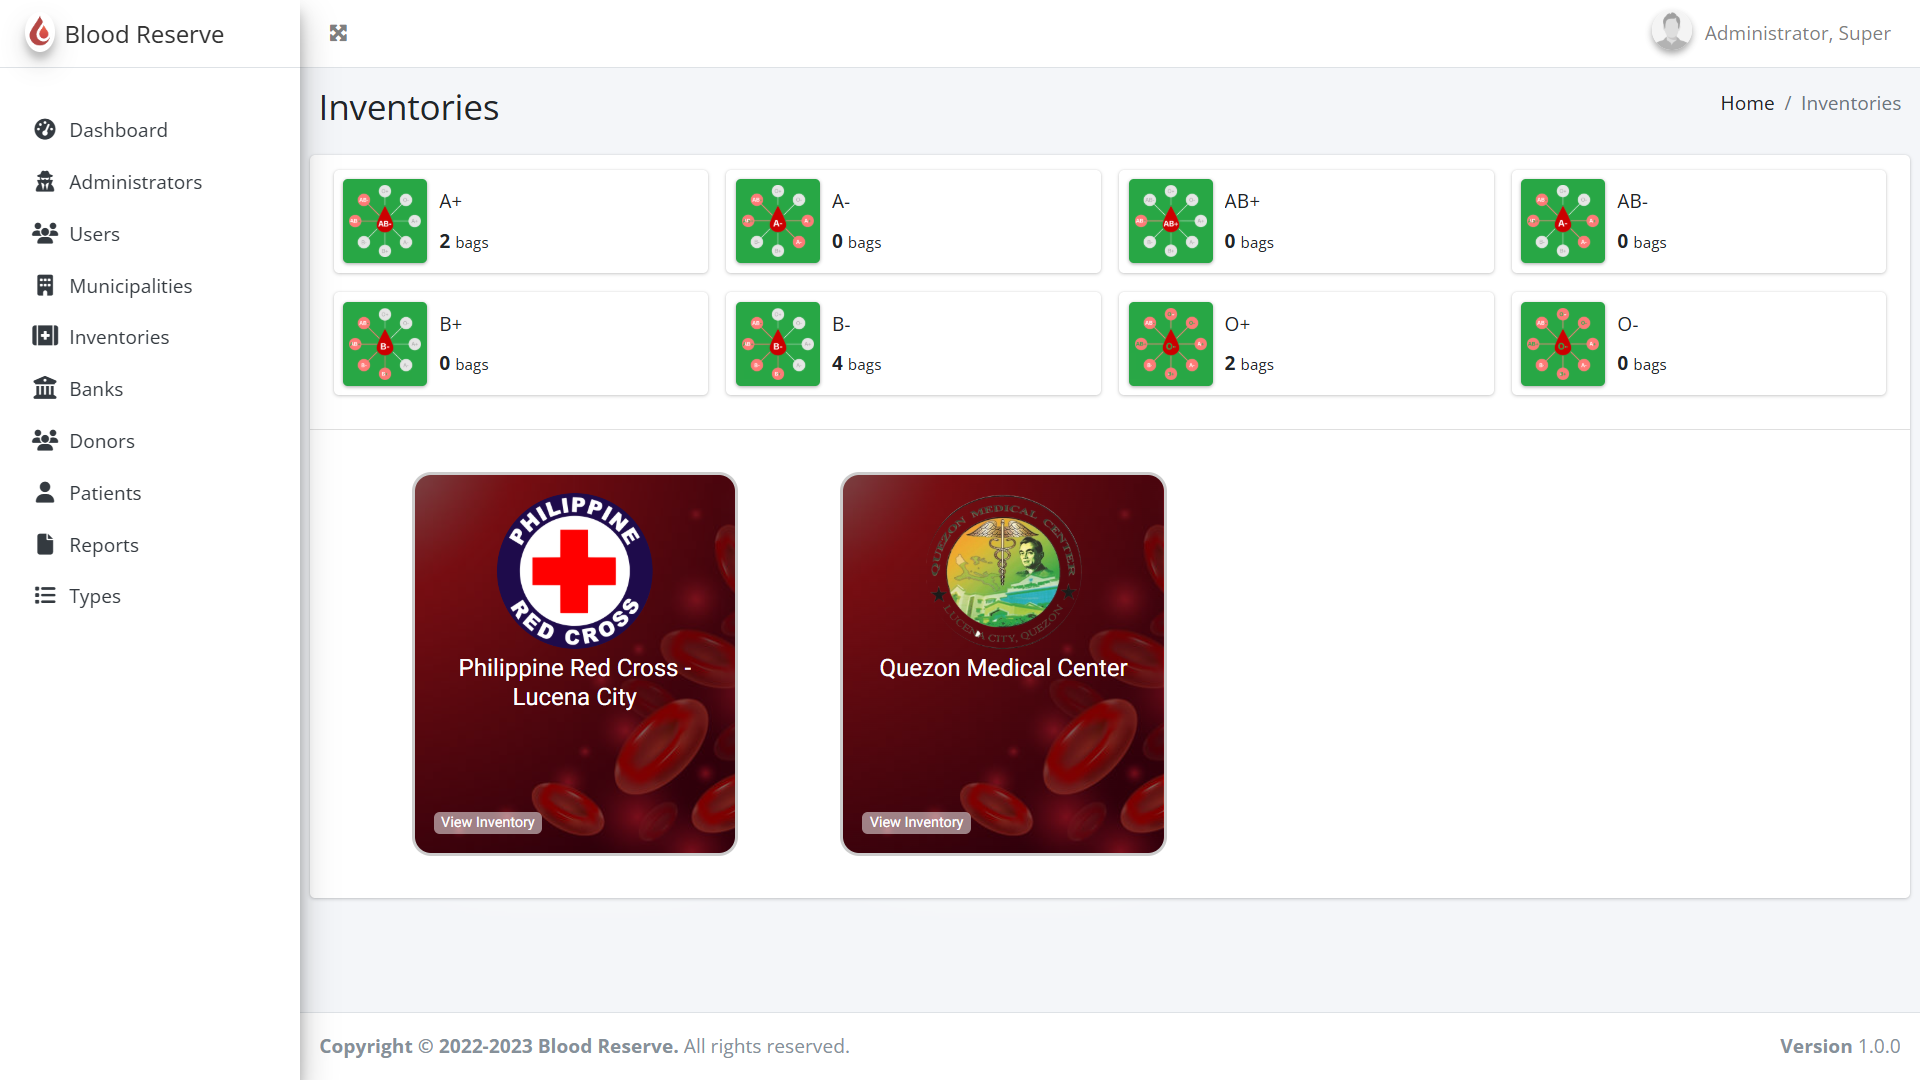 Blood Reserve
Administrator, Super
Dashboard
Administrators
Users
Municipalities
Inventories
Banks
Donors
Patients
Reports
Types
Inventories
Home / Inventories
A+
2 bags
A-
0 bags
AB+
0 bags
AB-
0 bags
B+
0 bags
B-
4 bags
O+
2 bags
O-
0 bags
PHILIPPINE
RED CROSS
Philippine Red Cross -
Lucena City
View Inventory
QUEZON MEDICAL CENTER
LUCENA CITY, QUEZON
Quezon Medical Center
View Inventory
Copyright © 2022-2023 Blood Reserve. All rights reserved.
Version 1.0.0